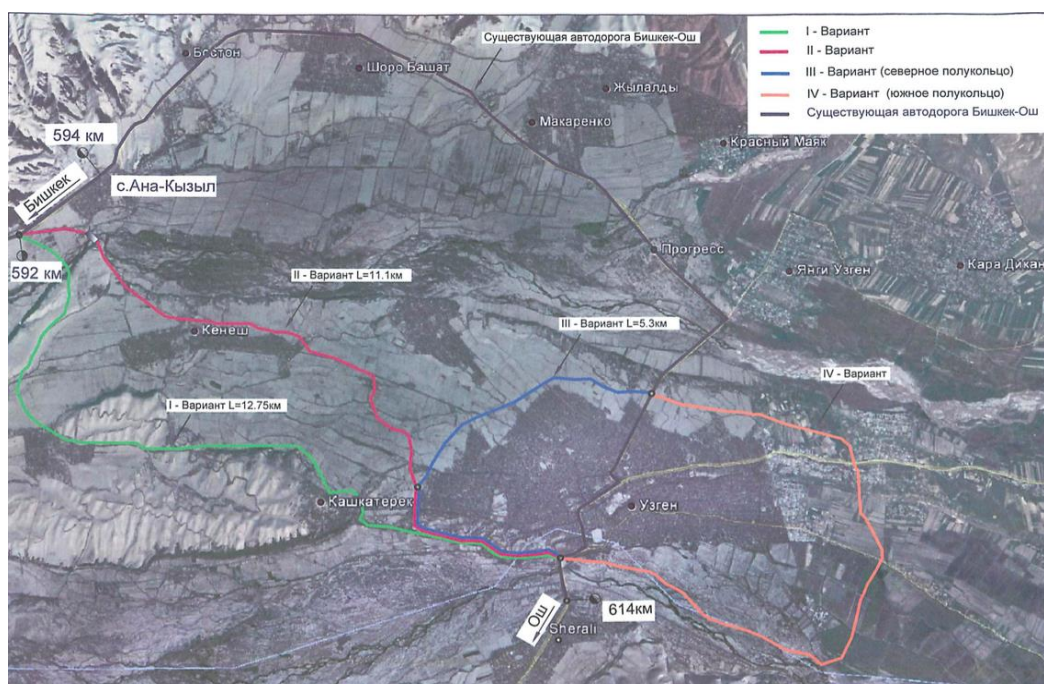 Бостон
Шоро Башат
Существующая автодорога Бишкек-Ош
Жылалды
Макаренко
Красный Маяк
594 км
с.Ана-Кызыл
Бишкек
592 км
Прогресс
Янги Узген
Кара Дикан
II - Вариант L=11.1км
Кенеш
III - Вариант L=5.3км
IV - Вариант
I - Вариант L=12.75км
Кашкатерек
Узген
Ош
614км
Sherali
I - Вариант
II - Вариант
III - Вариант (северное полукольцо)
IV - Вариант (южное полукольцо)
Существующая автодорога Бишкек-Ош